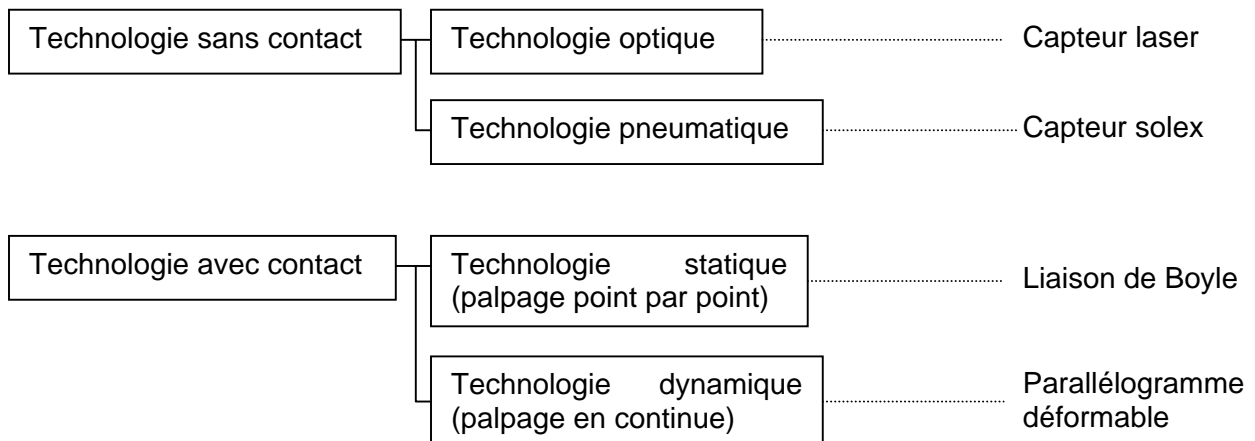 Technologie sans contact
Technologie optique
Capteur laser
Technologie pneumatique
Capteur solex
Technologie avec contact
Technologie statique
(palpage point par point)
Liaison de Boyle
Technologie dynamique
(palpage en continue)
Parallélogramme
déformable